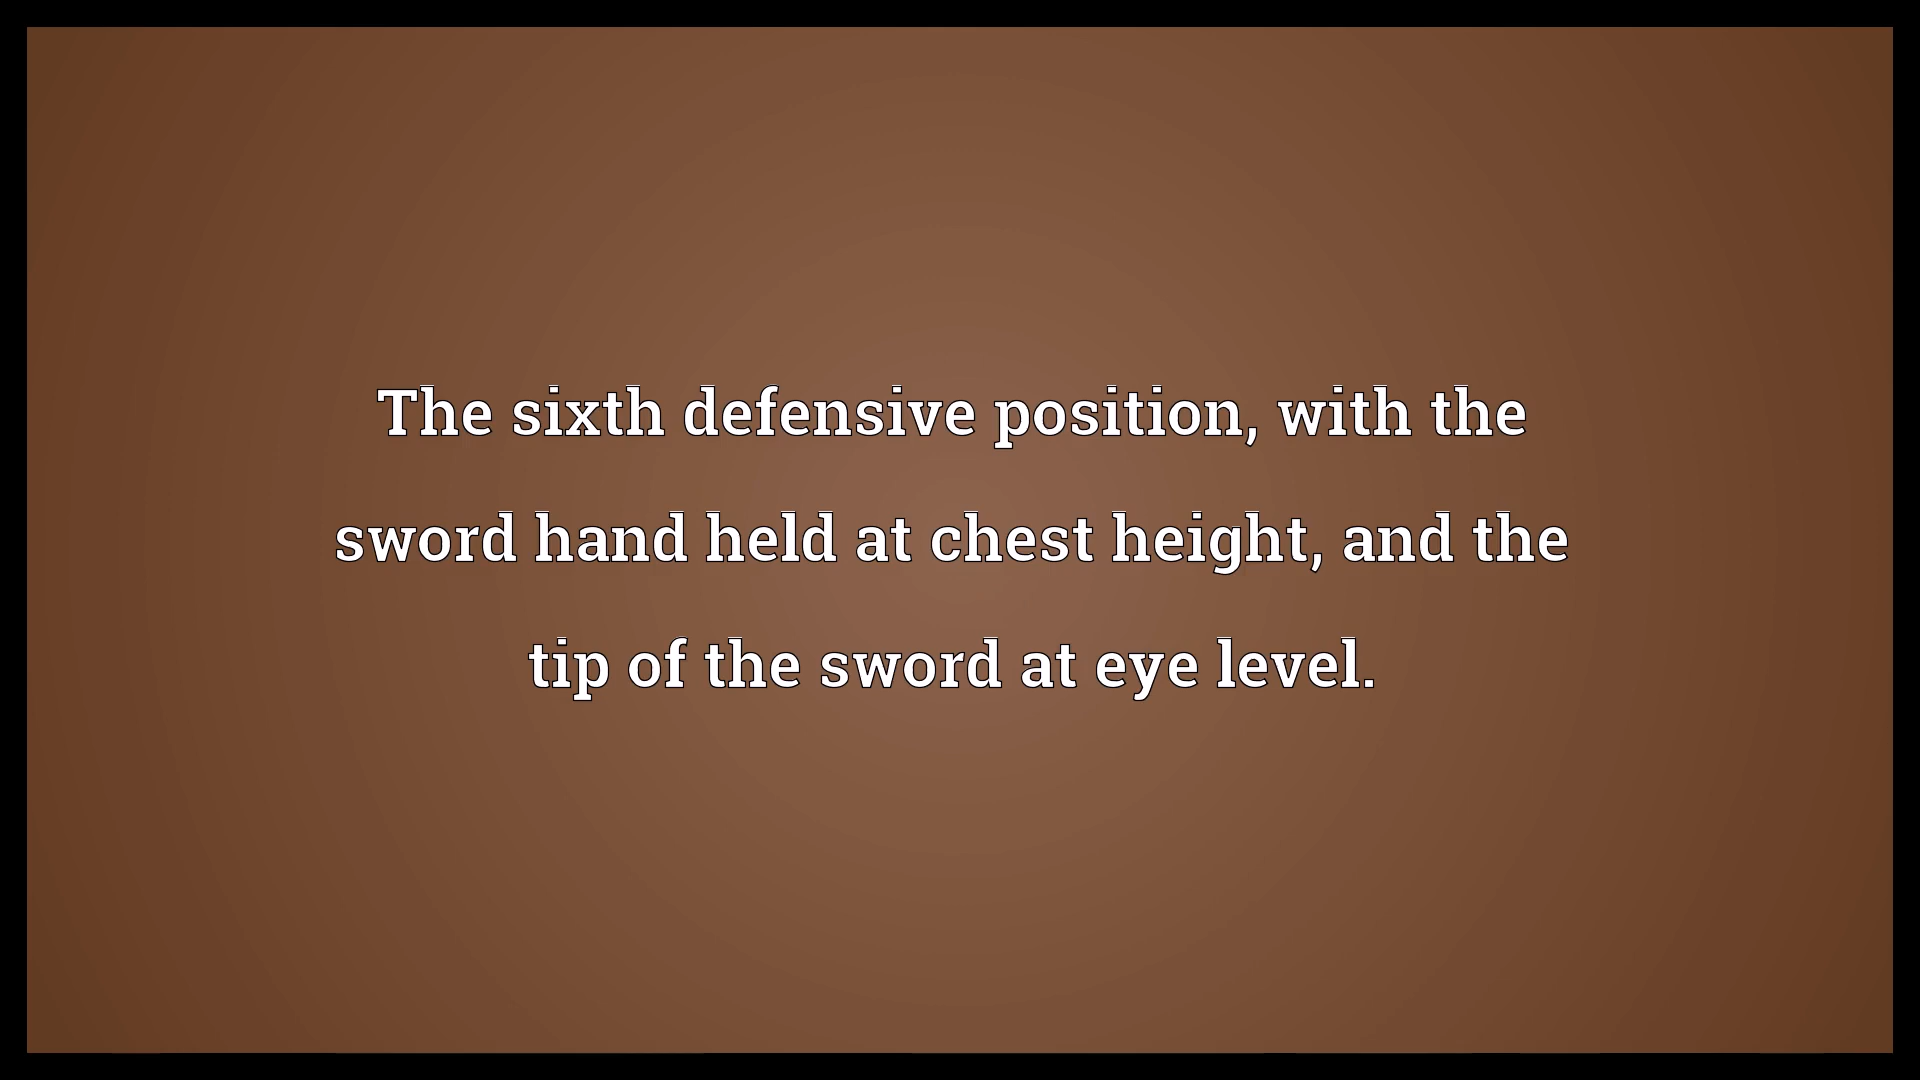 The sixth defensive position, with the
sword hand held at chest height, and the
tip of the sword at eye level.